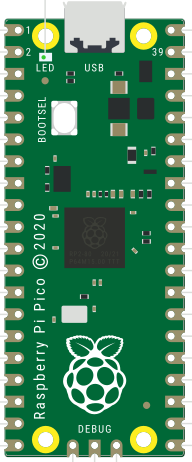 1
2
39
LED
USB
BOOTSEL
Raspberry Pi Pico © 2020
DEBUG